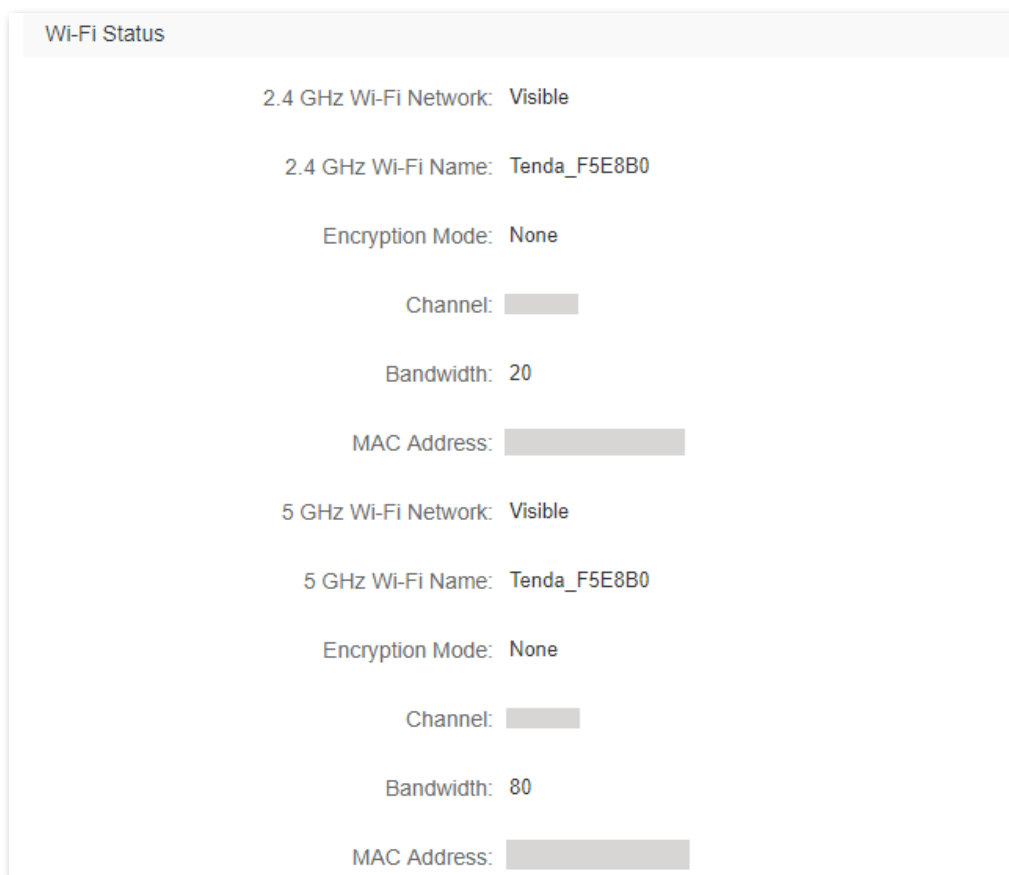 Wi-Fi Status
2.4 GHz Wi-Fi Network: Visible
2.4 GHz Wi-Fi Name: Tenda_F5E8B0
Encryption Mode: None
Channel:
Bandwidth: 20
MAC Address:
5 GHz Wi-Fi Network: Visible
5 GHz Wi-Fi Name: Tenda_F5E8B0
Encryption Mode: None
Channel:
Bandwidth: 80
MAC Address: